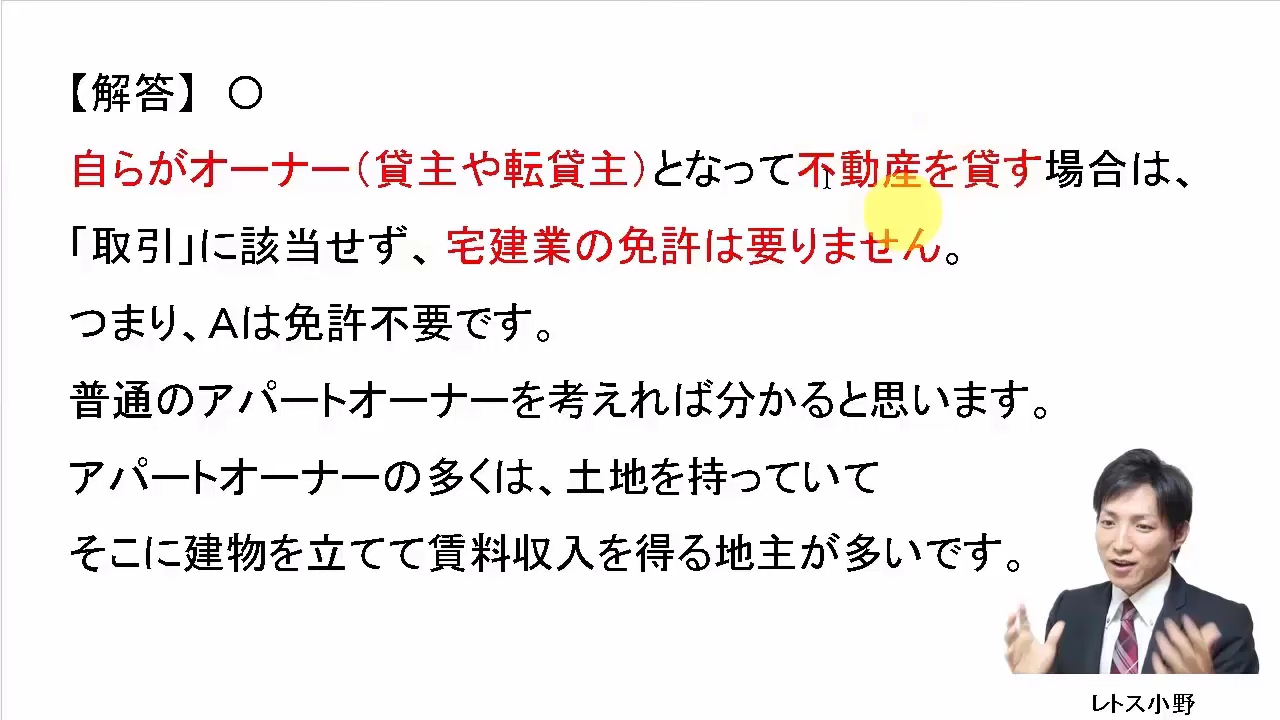 【解答】 ○
自らがオーナー（貸主や転貸主）となって不動産を貸す場合は、
「取引」に該当せず、宅建業の免許は要りません。
つまり、Aは免許不要です。
普通のアパートオーナーを考えれば分かると思います。
アパートオーナーの多くは、土地を持っていて
そこに建物を立てて賃料収入を得る地主が多いです。
レトス小野